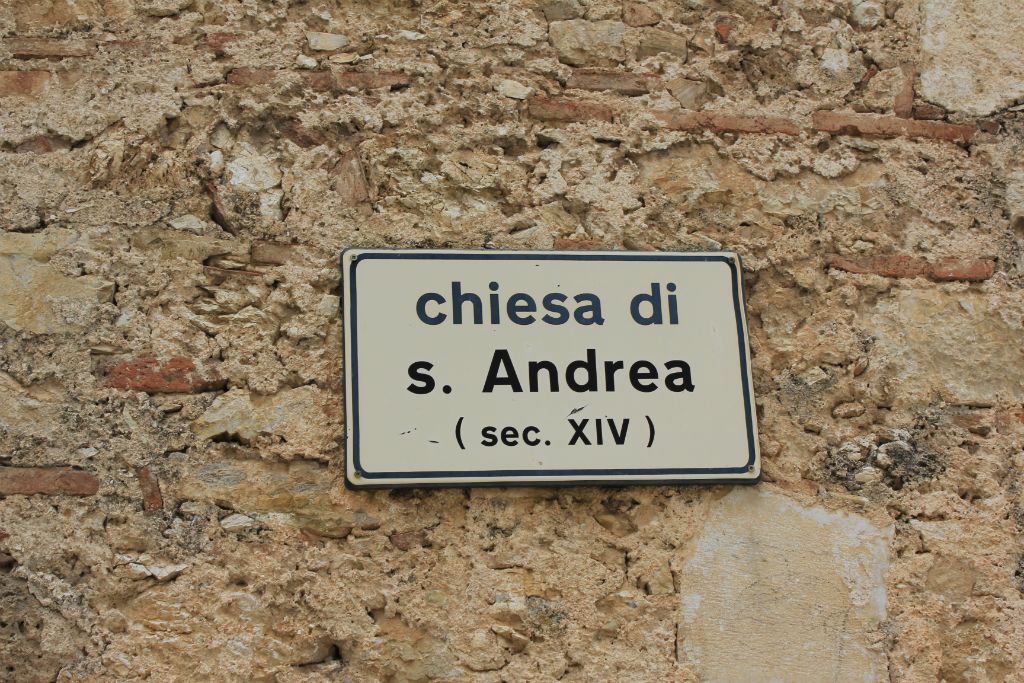 chiesa di
s. Andrea
( sec. XIV )